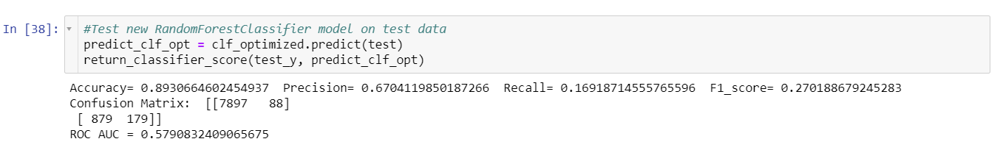 In [38]: #Test new RandomForestClassifier model on test data
predict_clf_opt = clf_optimized.predict(test)
return_classifier_score(test_y, predict_clf_opt)
Accuracy= 0.8930664602454937  Precision= 0.6704119850187266  Recall= 0.16918714555765596  F1_score= 0.270188679245283
Confusion Matrix:  [[7897   88]
 [ 879  179]]
ROC AUC = 0.5790832409065675